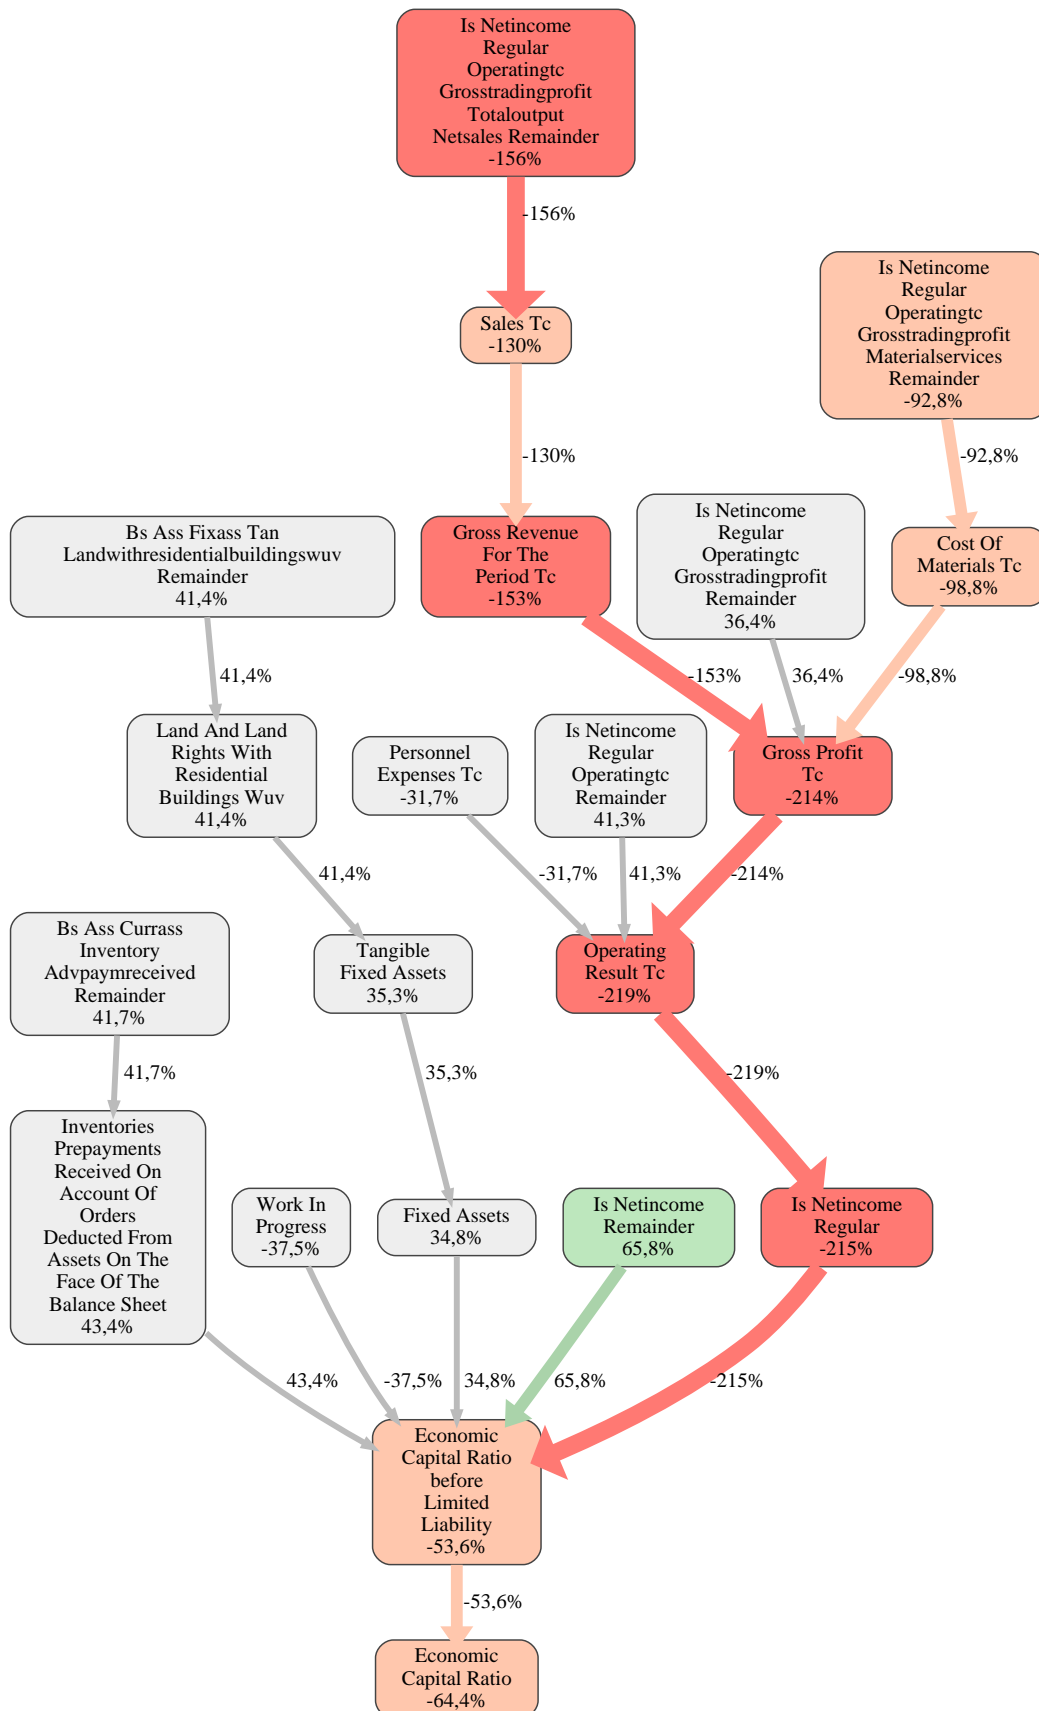 Is Netincome
Regular
Operatingtc
Grosstradingprofit
Totaloutput
Netsales Remainder
-156%
-156%
Is Netincome
Regular
Operatingtc
Grosstradingprofit
Materialservices
Remainder
-92,8%
Sales Tc
-130%
-130%
-92,8%
Bs Ass Fixass Tan
Landwithresidentialbuildingswuv
Remainder
41,4%
Gross Revenue
For The
Period Tc
-153%
Is Netincome
Regular
Operatingtc
Grosstradingprofit
Remainder
36,4%
Cost Of
Materials Tc
-98,8%
41,4%
-153%
36,4%
-98,8%
Land And Land
Rights With
Residential
Buildings Wuv
41,4%
Personnel
Expenses Tc
-31,7%
Is Netincome
Regular
Operatingtc
Remainder
41,3%
Gross Profit
Tc
-214%
41,4%
-31,7%
41,3%
-214%
Bs Ass Currass
Inventory
Advpaymreceived
Remainder
41,7%
Tangible
Fixed Assets
35,3%
Operating
Result Tc
-219%
41,7%
35,3%
-219%
Inventories
Prepayments
Received On
Account Of
Orders
Deducted From
Assets On The
Face Of The
Balance Sheet
43,4%
Work In
Progress
-37,5%
Fixed Assets
34,8%
Is Netincome
Remainder
65,8%
Is Netincome
Regular
-215%
43,4%
-37,5%
34,8%
65,8%
-215%
Economic
Capital Ratio
before
Limited
Liability
-53,6%
-53,6%
Economic
Capital Ratio
-64,4%